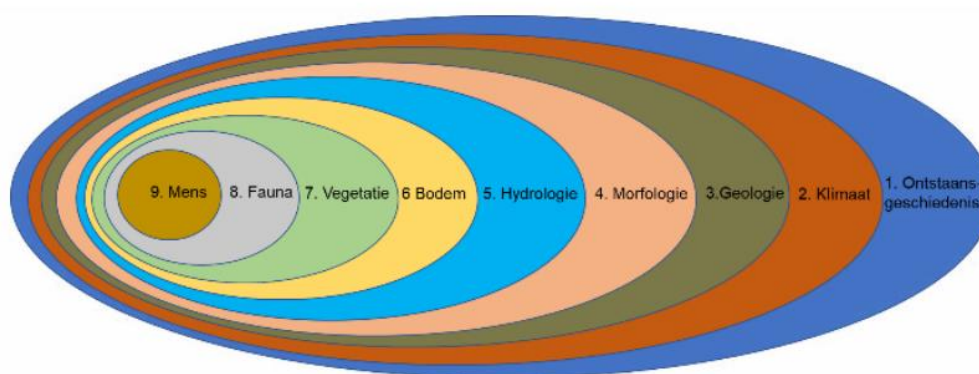 9. Mens
8. Fauna
7. Vegetatie
6 Bodem
5. Hydrologie
4. Morfologie
3.Geologie
2. Klimaat
1. Ontstaans-
geschiedenis